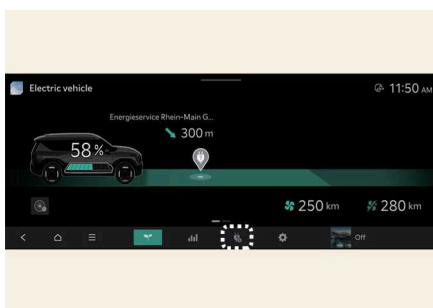 Electric vehicle
11:50 AM
Energieservice Rhein-Main G...
300 m
58 %
250 km
280 km
Off